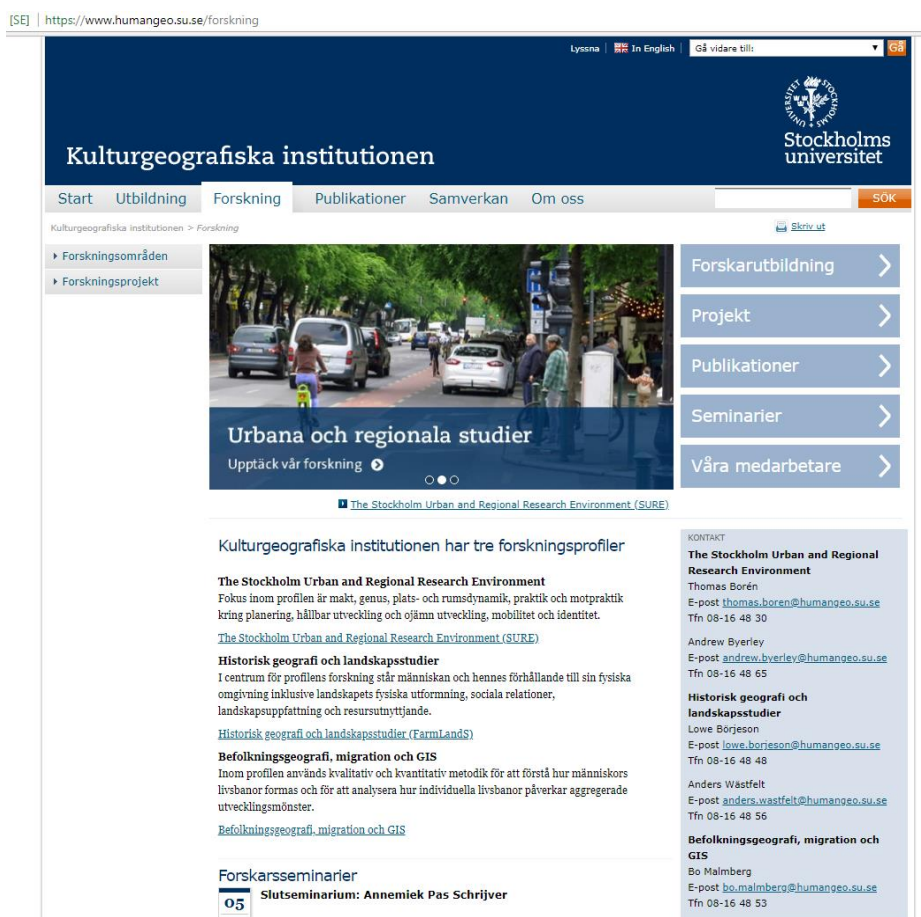 [SE] | https://www.humangeo.su.se/forskning
Lyssna | In English | Gå vidare till: Gå
Kulturgeografiska institutionen
Stockholms
universitet
STOCKHOLMS UNIVERSITET
Start Utbildning Forskning Publikationer Samverkan Om oss SÖK
Kulturgeografiska institutionen > Forskning
Skriv ut
Forskningsområden
Forskningsprojekt
Urbana och regionala studier
Upptäck vår forskning
The Stockholm Urban and Regional Research Environment (SURE)
Forskarutbildning
Projekt
Publikationer
Seminarier
Våra medarbetare
Kulturgeografiska institutionen har tre forskningsprofiler
The Stockholm Urban and Regional Research Environment
Fokus inom profilen är makt, genus, plats- och rumsdynamik, praktik och motpraktik
kring planering, hållbar utveckling och ojämn utveckling, mobilitet och identitet.
The Stockholm Urban and Regional Research Environment (SURE)
Historisk geografi och landskapsstudier
I centrum för profilens forskning står människan och hennes förhållande till sin fysiska
omgivning inklusive landskapets fysiska utformning, sociala relationer,
landskapsuppfattning och resursutnyttjande.
Historisk geografi och landskapsstudier (FarmLandS)
Befolkningsgeografi, migration och GIS
Inom profilen används kvalitativ och kvantitativ metodik för att förstå hur människors
livsbanor formas och för att analysera hur individuella livsbanor påverkar aggregerade
utvecklingsmönster.
Befolkningsgeografi, migration och GIS
Forskarsseminarier
05 Slutseminarium: Annemiek Pas Schrijver
KONTAKT
The Stockholm Urban and Regional
Research Environment
Thomas Borén
E-post thomas.boren@humangeo.su.se
Tfn 08-16 48 30
Andrew Byerley
E-post andrew.byerley@humangeo.su.se
Tfn 08-16 48 65
Historisk geografi och
landskapsstudier
Lowe Börjeson
E-post lowe.borjeson@humangeo.su.se
Tfn 08-16 48 48
Anders Wästfelt
E-post anders.wastfelt@humangeo.su.se
Tfn 08-16 48 56
Befolkningsgeografi, migration och
GIS
Bo Malmberg
E-post bo.malmberg@humangeo.su.se
Tfn 08-16 48 53